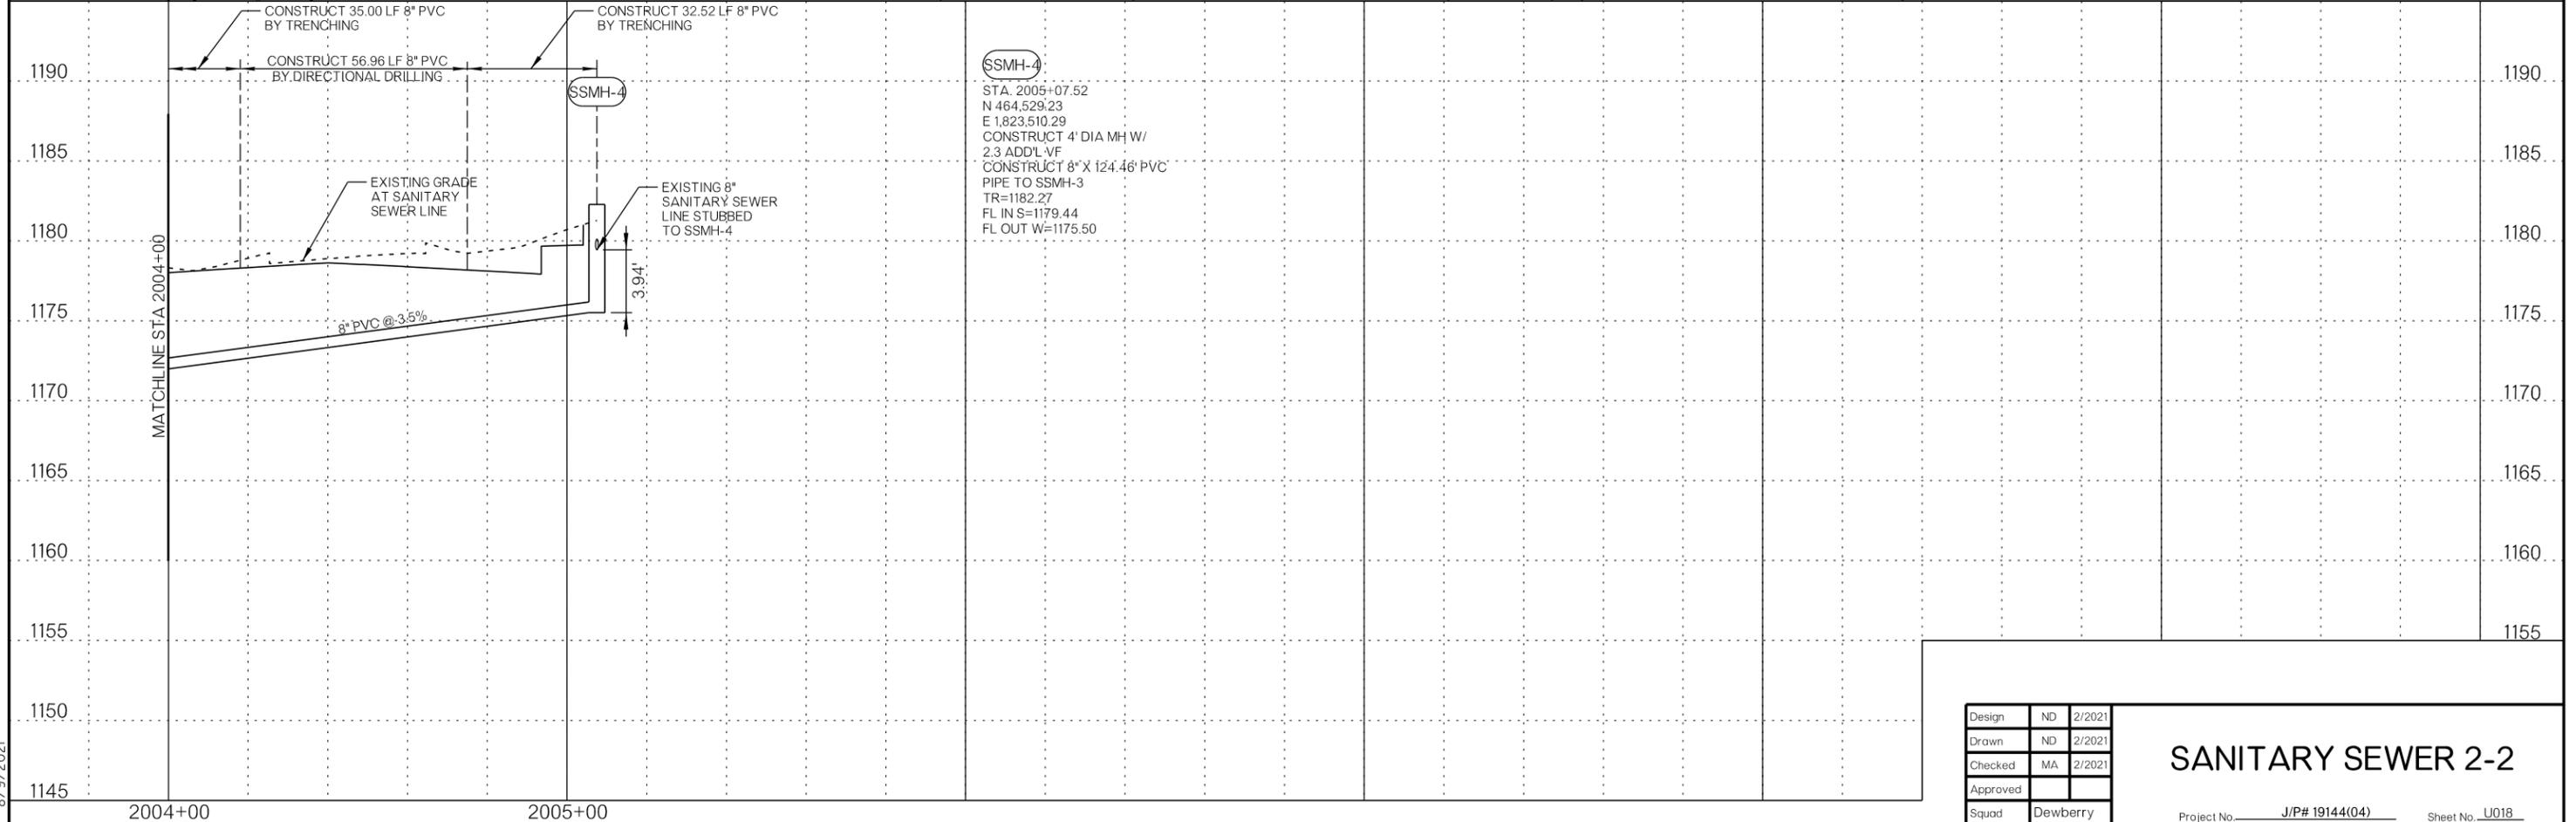 CONSTRUCT 35.00 LF 8" PVC
BY TRENCHING
CONSTRUCT 32.52 LF 8" PVC
BY TRENCHING
CONSTRUCT 56.96 LF 8" PVC
BY DIRECTIONAL DRILLING
SSMH-4
SSMH-4
STA. 2005+07.52
N 464,529.23
E 1,823,510.29
CONSTRUCT 4' DIA MH W/
2.3 ADD'L VF
CONSTRUCT 8" X 124.46' PVC
PIPE TO SSMH-3
TR=1182.27
FL IN S=1179.44
FL OUT W=1175.50
EXISTING GRADE
AT SANITARY
SEWER LINE
EXISTING 8"
SANITARY SEWER
LINE STUBBED
TO SSMH-4
3.94'
8" PVC @ 3.5%
MATCHLINE STA 2004+00
1190
1185
1180
1175
1170
1165
1160
1155
1150
1145
1190
1185
1180
1175
1170
1165
1160
1155
2004+00
2005+00
Design ND 2/2021
Drawn ND 2/2021
Checked MA 2/2021
Approved
Squad Dewberry
SANITARY SEWER 2-2
Project No. J/P# 19144(04) Sheet No. U018